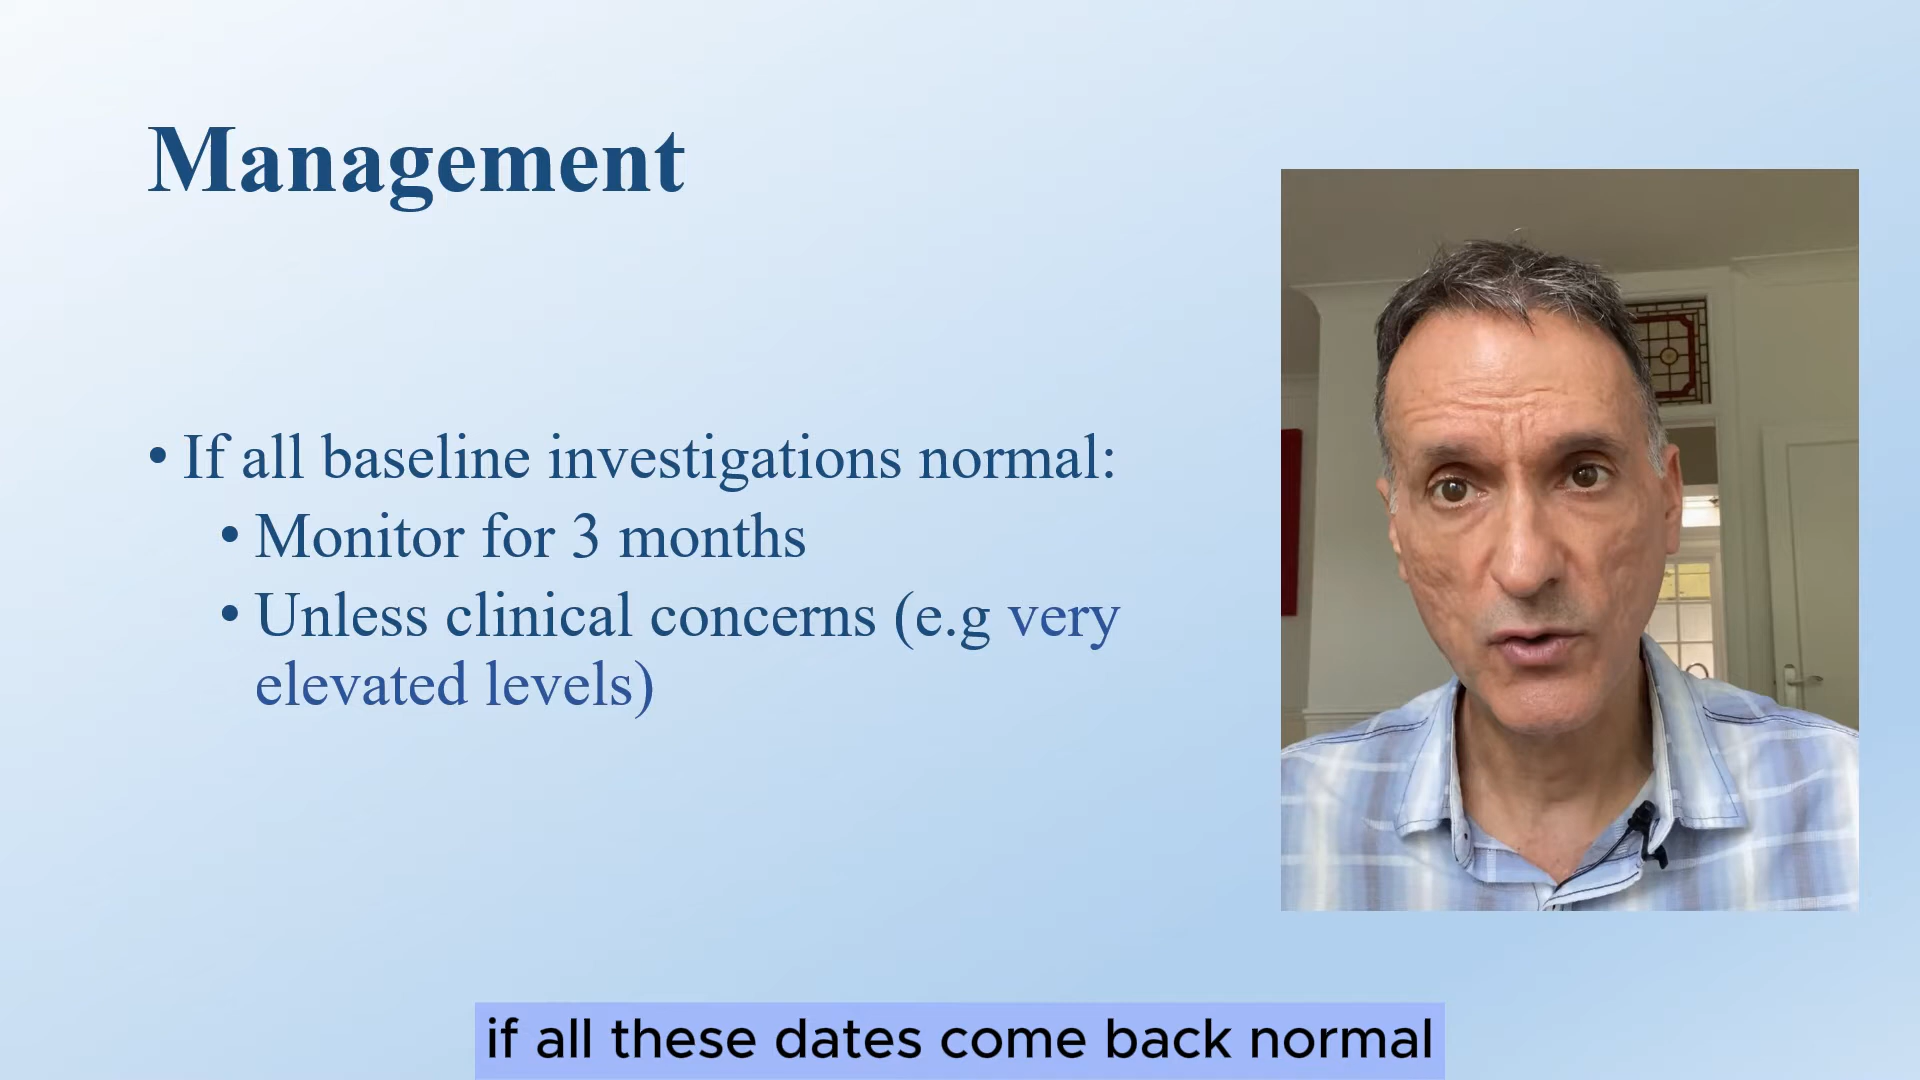 Management
• If all baseline investigations normal:
• Monitor for 3 months
• Unless clinical concerns (e.g very
elevated levels)
if all these dates come back normal